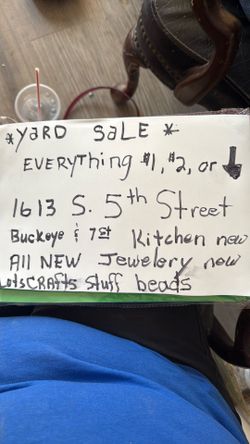 *YARD SALE*
EVERYTHING $1, $2, or ↓
1613 S. 5th Street
Buckeye & 7st Kitchen new
All NEW Jewelery new
LotsCRAFTS Stuff beads